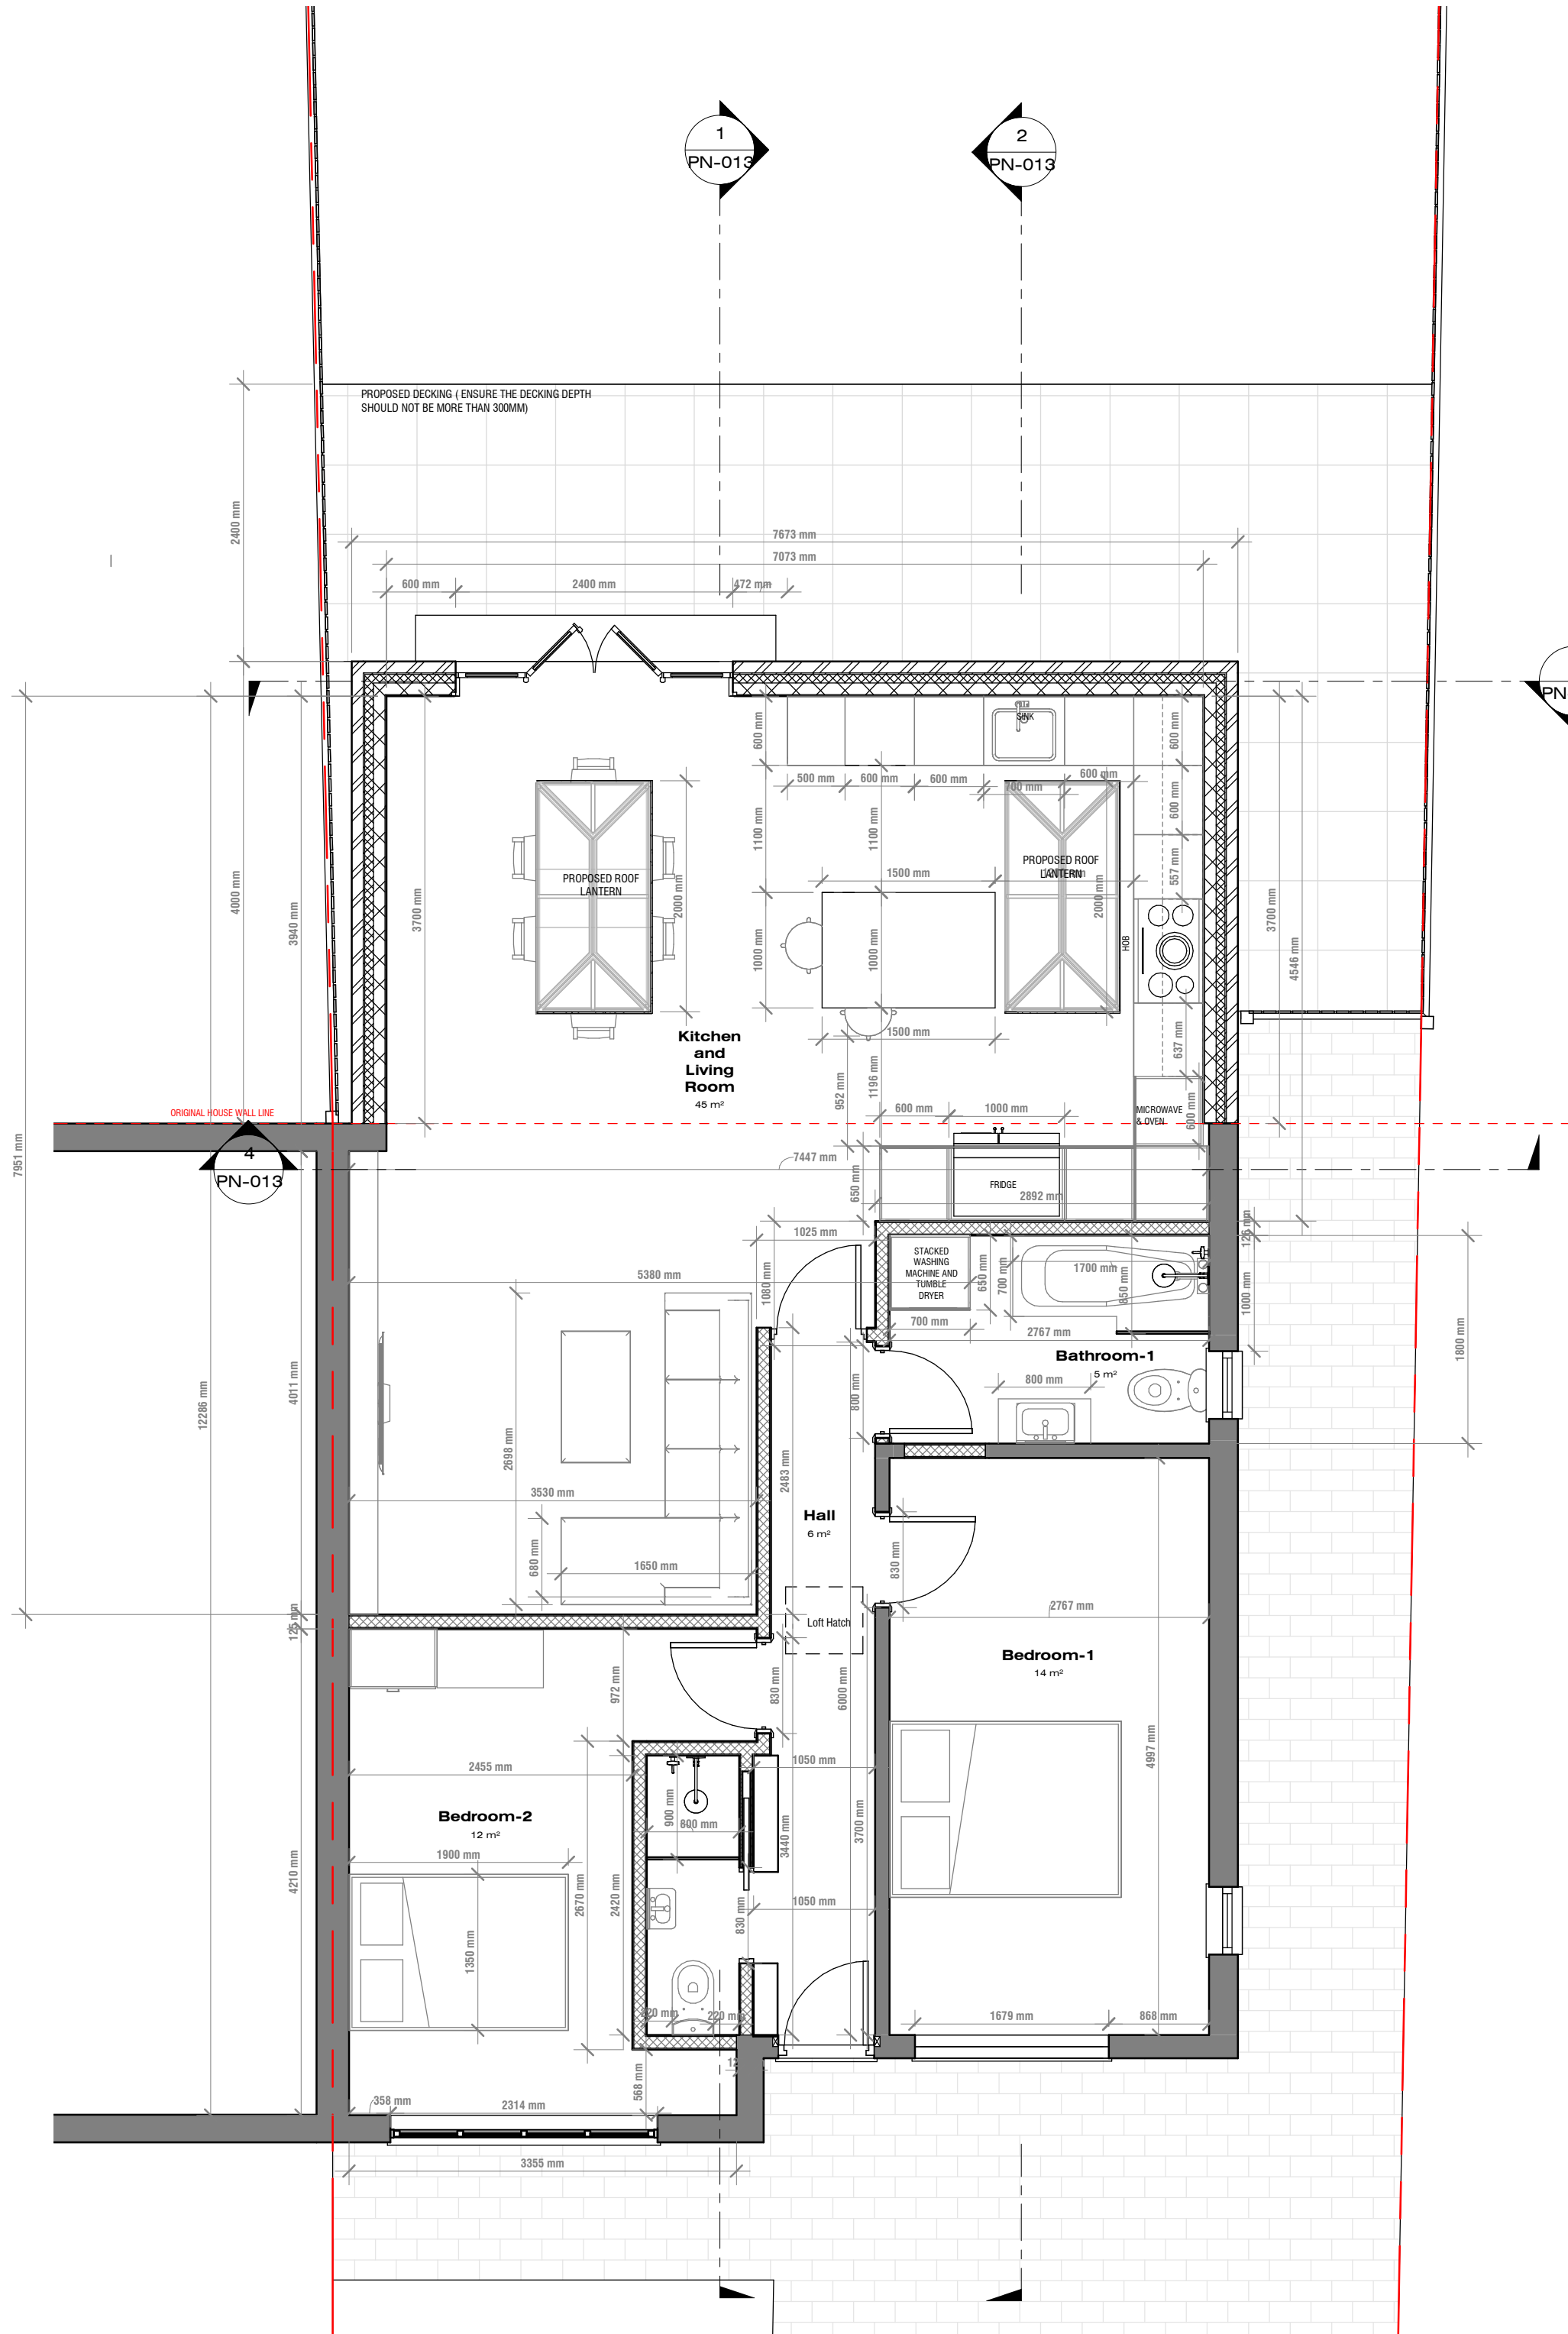 1
PN-013
2
PN-013
PROPOSED DECKING ( ENSURE THE DECKING DEPTH
SHOULD NOT BE MORE THAN 300MM)
2400 mm
7673 mm
7073 mm
600 mm
2400 mm
472 mm
PN
SINK
600 mm
600 mm
500 mm
600 mm
600 mm
700 mm
600 mm
600 mm
1100 mm
1100 mm
557 mm
PROPOSED ROOF
LANTERN
PROPOSED ROOF
LANTERN
2000 mm
2000 mm
1500 mm
4000 mm
3940 mm
3700 mm
1000 mm
1000 mm
HOB
3700 mm
4546 mm
1500 mm
637 mm
Kitchen
and
Living
Room
45 m²
952 mm
1196 mm
600 mm
1000 mm
MICROWAVE
& OVEN
600 mm
ORIGINAL HOUSE WALL LINE
7951 mm
4
PN-013
7447 mm
650 mm
FRIDGE
2892 mm
1025 mm
126 mm
STACKED
WASHING
MACHINE AND
TUMBLE
DRYER
650 mm
700 mm
1700 mm
850 mm
5380 mm
1080 mm
1000 mm
700 mm
2767 mm
1800 mm
Bathroom-1
5 m²
800 mm
800 mm
12286 mm
4011 mm
2698 mm
2483 mm
3530 mm
Hall
6 m²
680 mm
1650 mm
830 mm
Loft Hatch
2767 mm
125 mm
Bedroom-1
14 m²
972 mm
830 mm
6000 mm
4997 mm
2455 mm
1050 mm
Bedroom-2
12 m²
900 mm
800 mm
3440 mm
3700 mm
1900 mm
4210 mm
2670 mm
2420 mm
1050 mm
830 mm
1350 mm
220 mm
1679 mm
868 mm
568 mm
358 mm
2314 mm
3355 mm